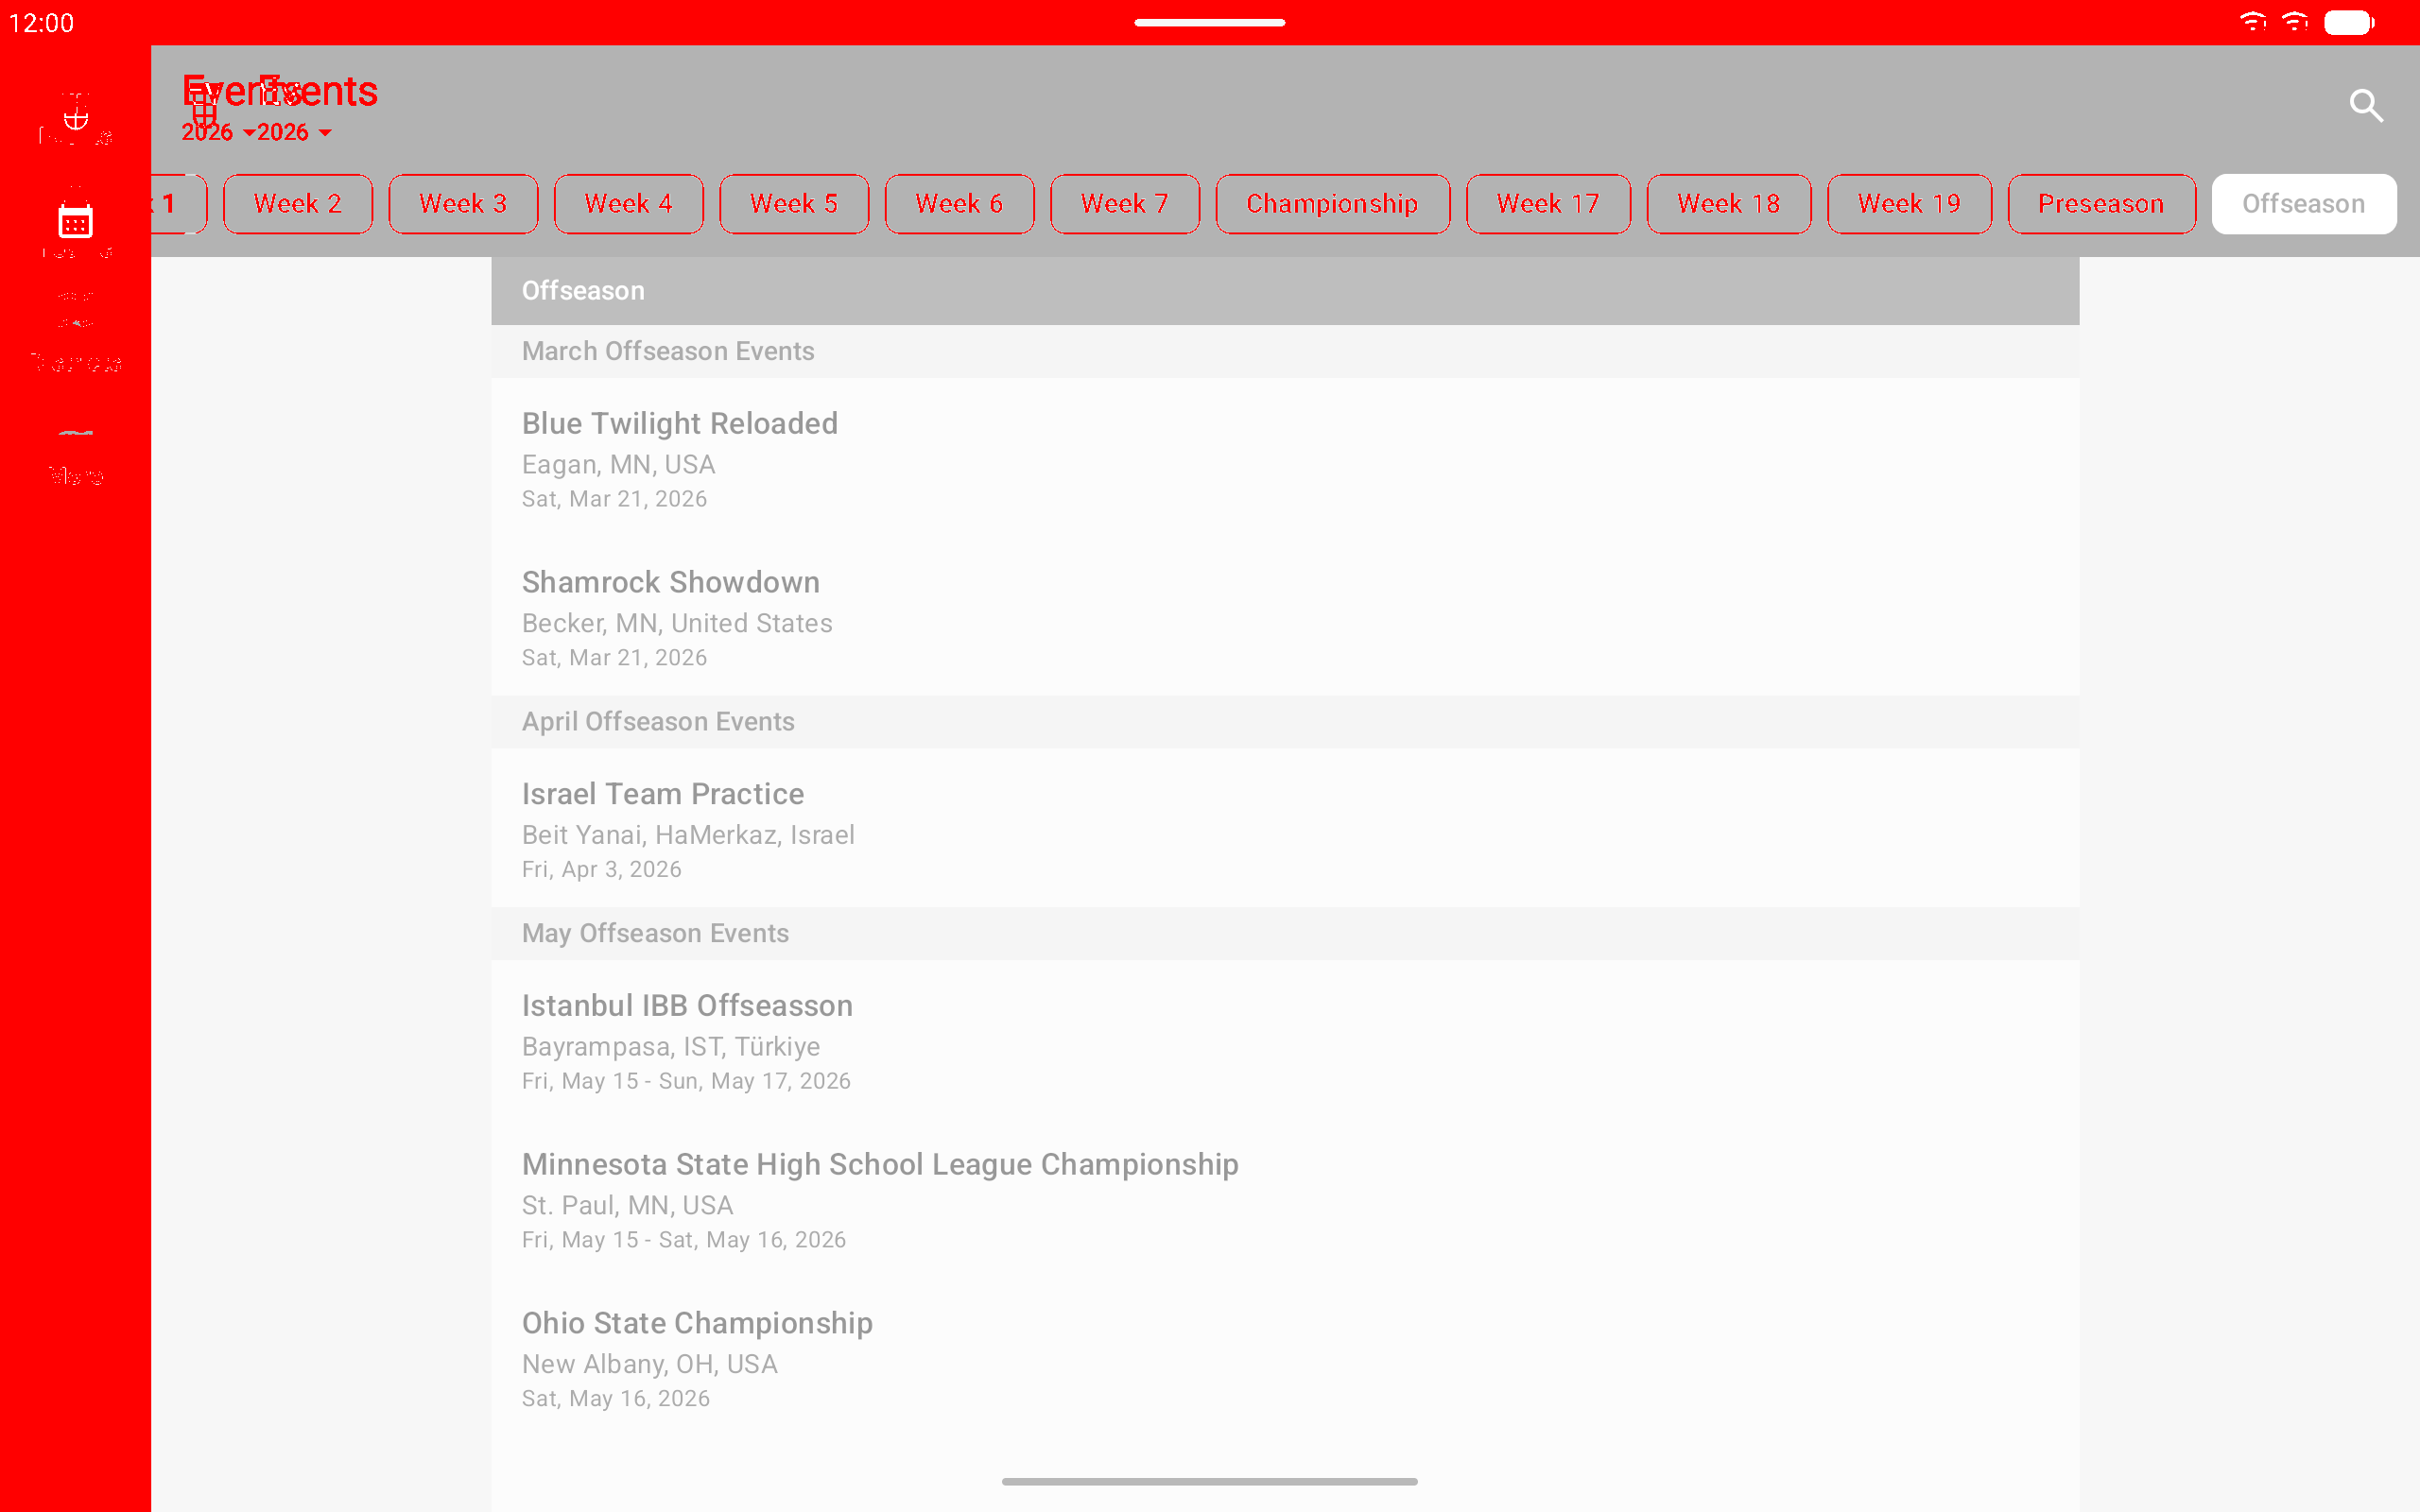 12:00
Events
2026 2026
1 Week 2 Week 3 Week 4 Week 5 Week 6 Week 7 Championship Week 17 Week 18 Week 19 Preseason Offseason
More
Offseason
March Offseason Events
Blue Twilight Reloaded
Eagan, MN, USA
Sat, Mar 21, 2026
Shamrock Showdown
Becker, MN, United States
Sat, Mar 21, 2026
April Offseason Events
Israel Team Practice
Beit Yanai, HaMerkaz, Israel
Fri, Apr 3, 2026
May Offseason Events
Istanbul IBB Offseasson
Bayrampasa, IST, Türkiye
Fri, May 15 - Sun, May 17, 2026
Minnesota State High School League Championship
St. Paul, MN, USA
Fri, May 15 - Sat, May 16, 2026
Ohio State Championship
New Albany, OH, USA
Sat, May 16, 2026